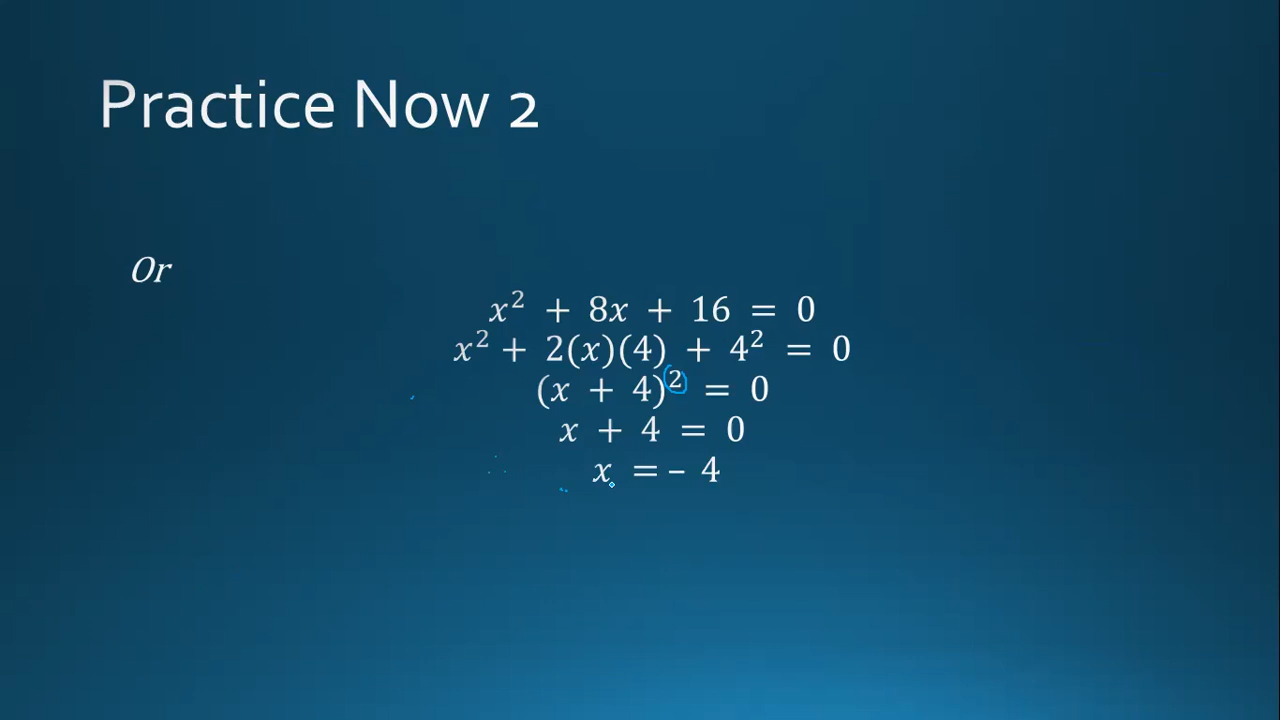 Practice Now 2
Or
x² + 8x + 16 = 0
x² + 2(x)(4) + 4² = 0
(x + 4)² = 0
x + 4 = 0
x = – 4